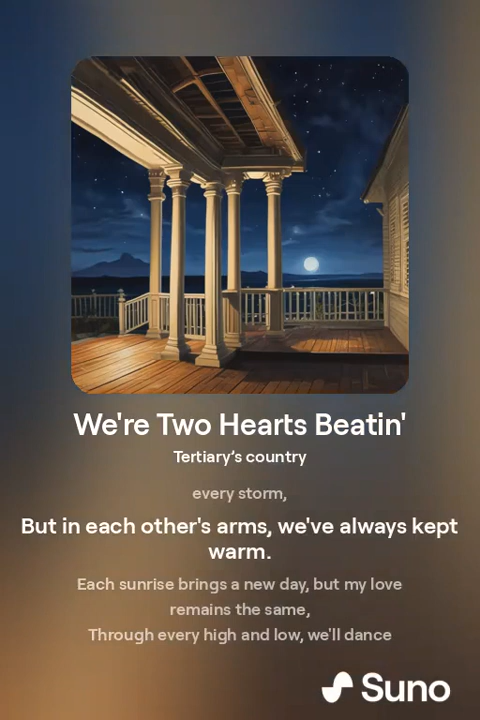 We're Two Hearts Beatin'
Tertiary's country
every storm,
But in each other's arms, we've always kept
warm.
Each sunrise brings a new day, but my love
remains the same,
Through every high and low, we'll dance
Suno